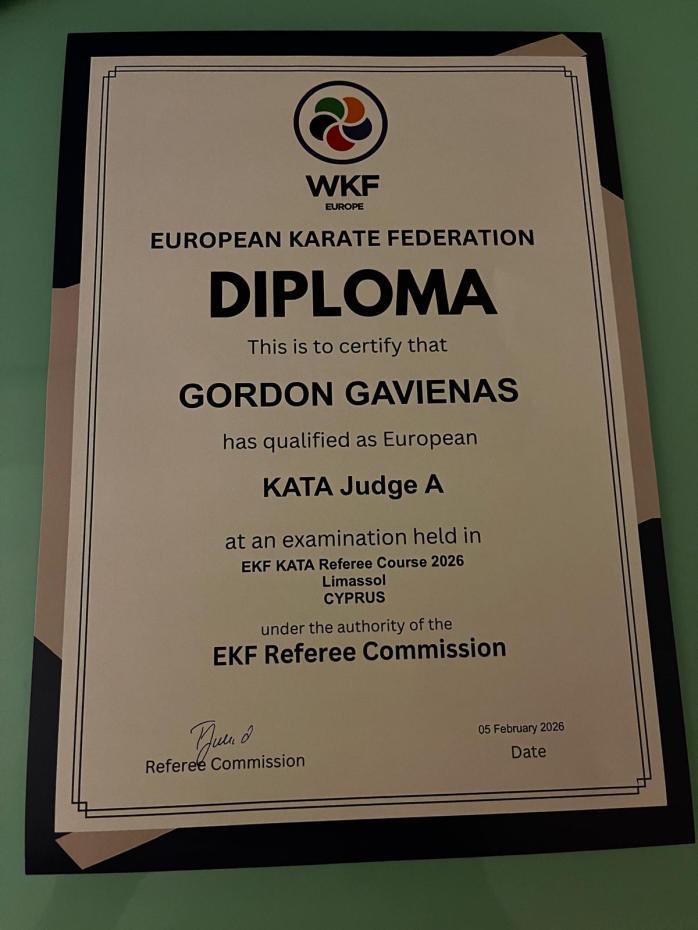 WKF
EUROPE
EUROPEAN KARATE FEDERATION
DIPLOMA
This is to certify that
GORDON GAVIENAS
has qualified as European
KATA Judge A
at an examination held in
EKF KATA Referee Course 2026
Limassol
CYPRUS
under the authority of the
EKF Referee Commission
05 February 2026
Referee Commission
Date